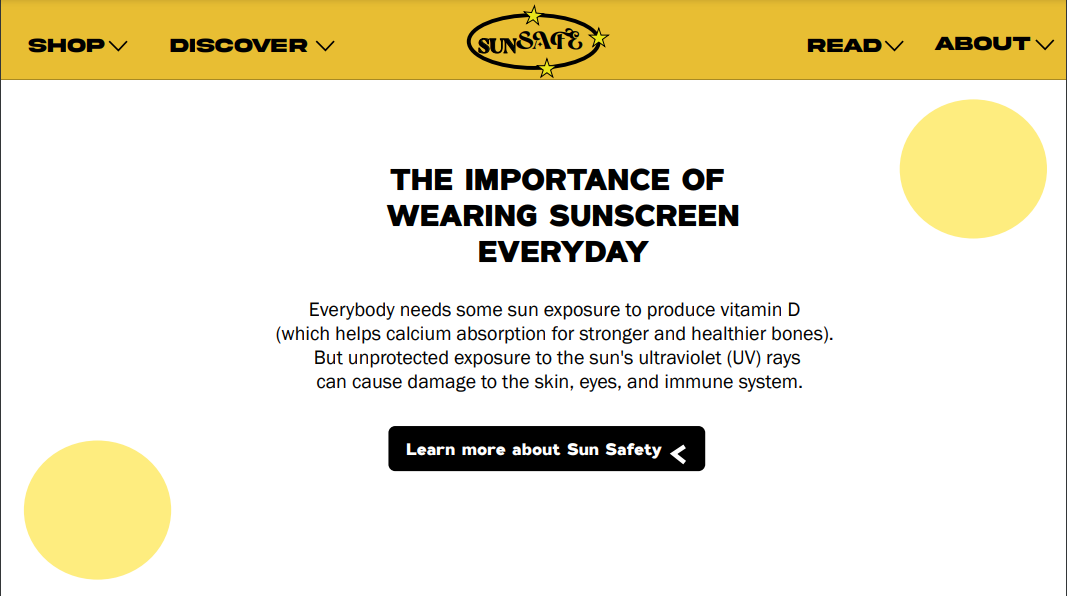 SHOP
DISCOVER
SUNSAFE
READ
ABOUT
THE IMPORTANCE OF
WEARING SUNSCREEN
EVERYDAY
Everybody needs some sun exposure to produce vitamin D
(which helps calcium absorption for stronger and healthier bones).
But unprotected exposure to the sun's ultraviolet (UV) rays
can cause damage to the skin, eyes, and immune system.
Learn more about Sun Safety